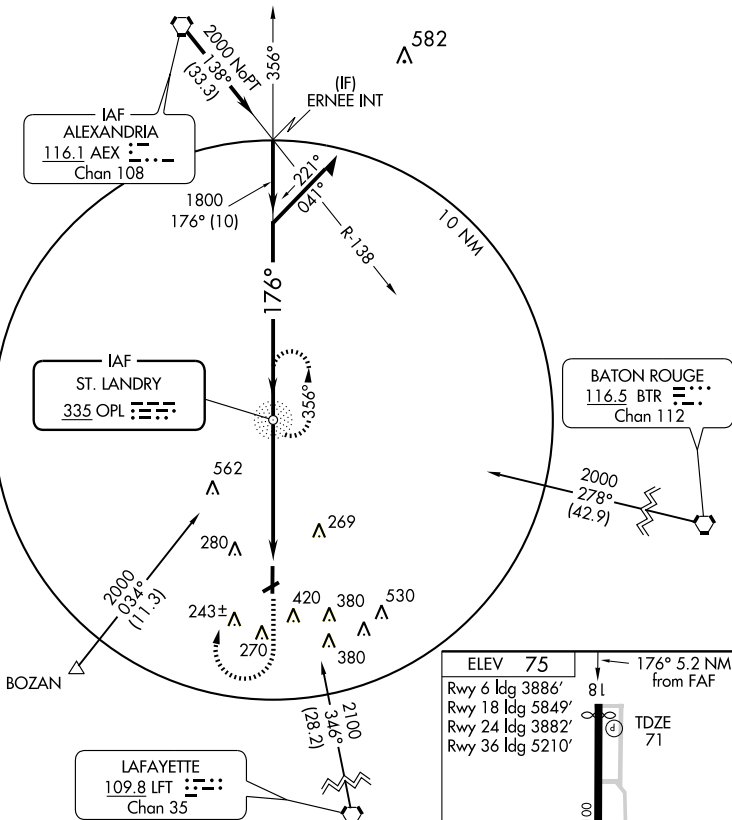 582
2000 NoPT
138°
(33.3)
356°
(IF)
ERNEE INT
IAF
ALEXANDRIA
116.1 AEX
Chan 108
1800
176° (10)
221°
041°
R-138
10 NM
176°
IAF
ST. LANDRY
335 OPL
356°
BATON ROUGE
116.5 BTR
Chan 112
2000
278°
(42.9)
562
269
280
2000
034°
(11.3)
243±
420
380
530
270
380
BOZAN
2100
346°
(28.2)
LAFAYETTE
109.8 LFT
Chan 35
ELEV 75
Rwy 6 ldg 3886'
Rwy 18 ldg 5849'
Rwy 24 ldg 3882'
Rwy 36 ldg 5210'
176° 5.2 NM
from FAF
18
P
TDZE
71
00